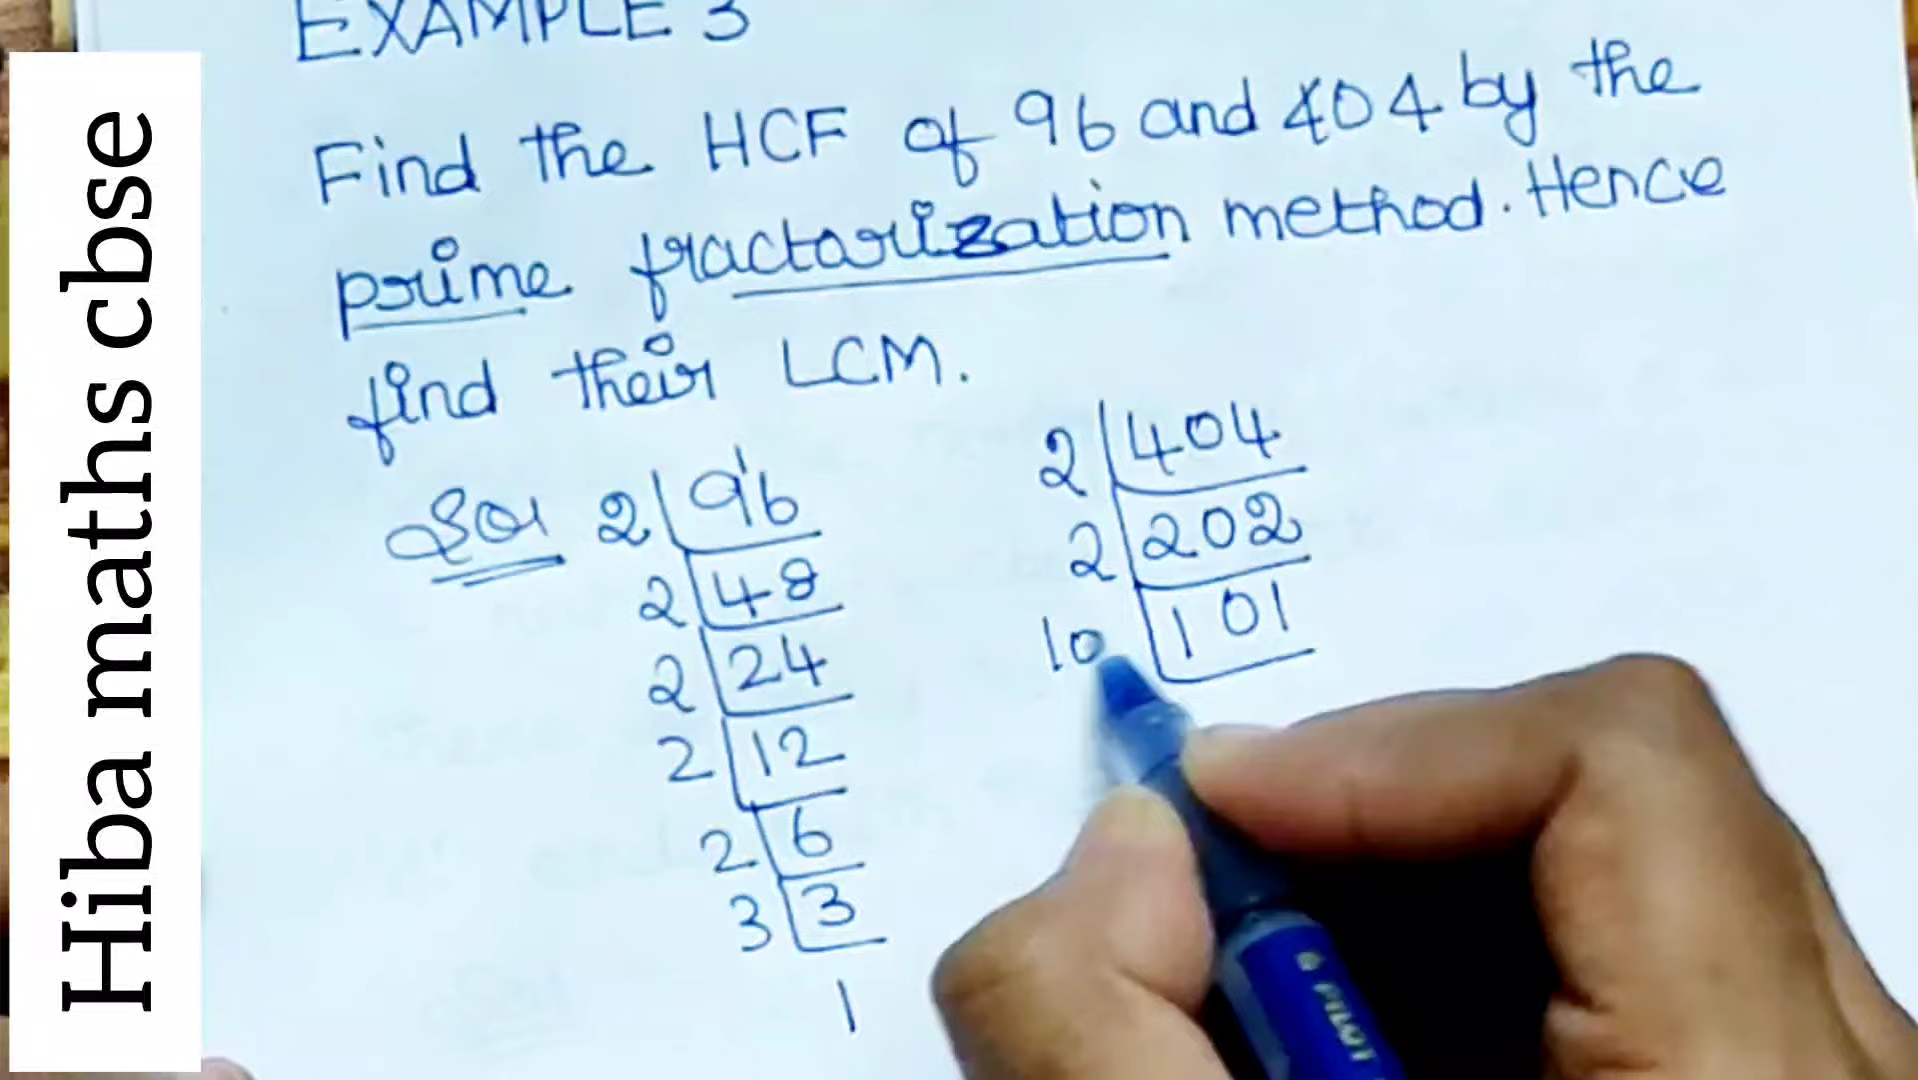 Hiba maths cbse
EXAMPLE 3
Find the HCF of 96 and 404 by the
prime fractorization method. Hence
find their LCM.
Sol
2 96
2 48
2 24
2 12
2 6
3 3
1
2 404
2 202
10 101
PILOT